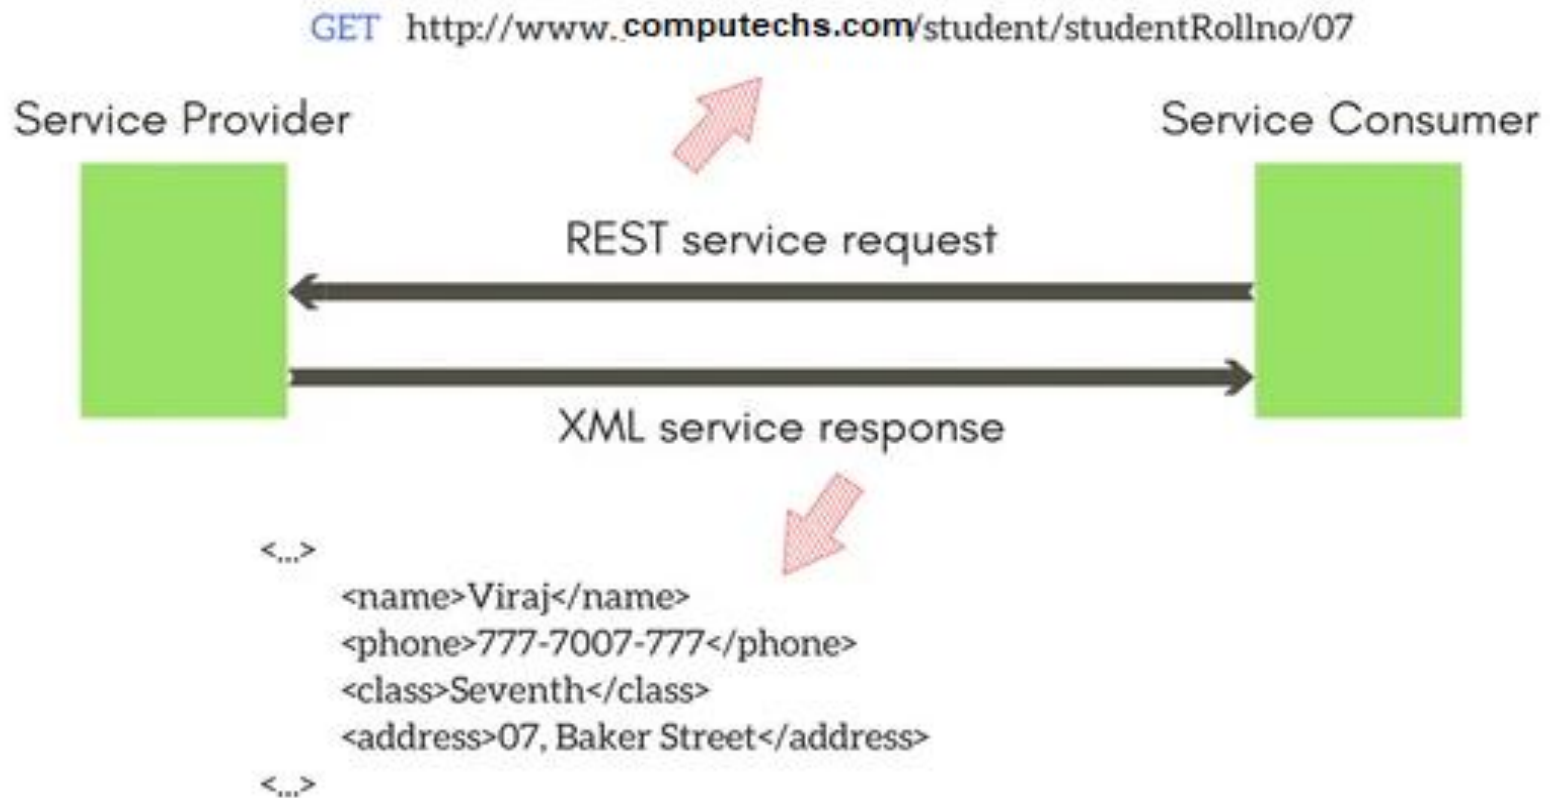 GET http://www..computechs.com/student/studentRollno/07
Service Provider
Service Consumer
REST service request
XML service response
<...>
<name>Viraj</name>
<phone>777-7007-777</phone>
<class>Seventh</class>
<address>07, Baker Street</address>
<...>